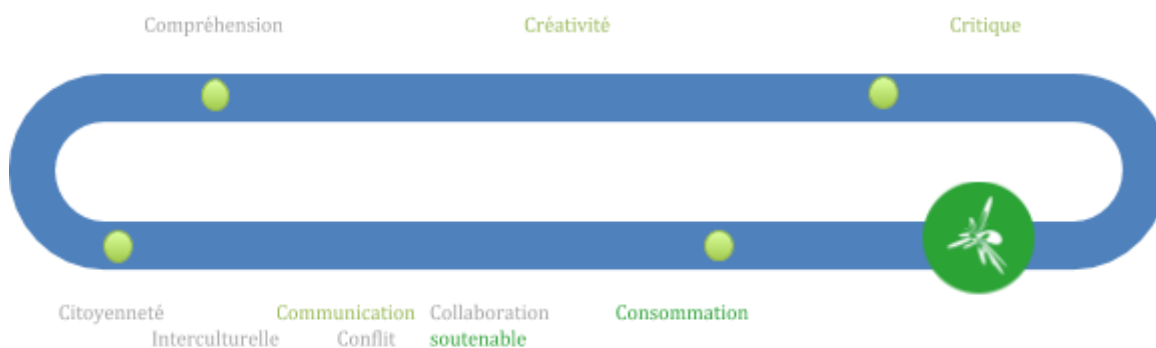 Compréhension Créativité Critique
Citoyenneté Communication Collaboration Consommation
Interculturelle Conflit soutenable